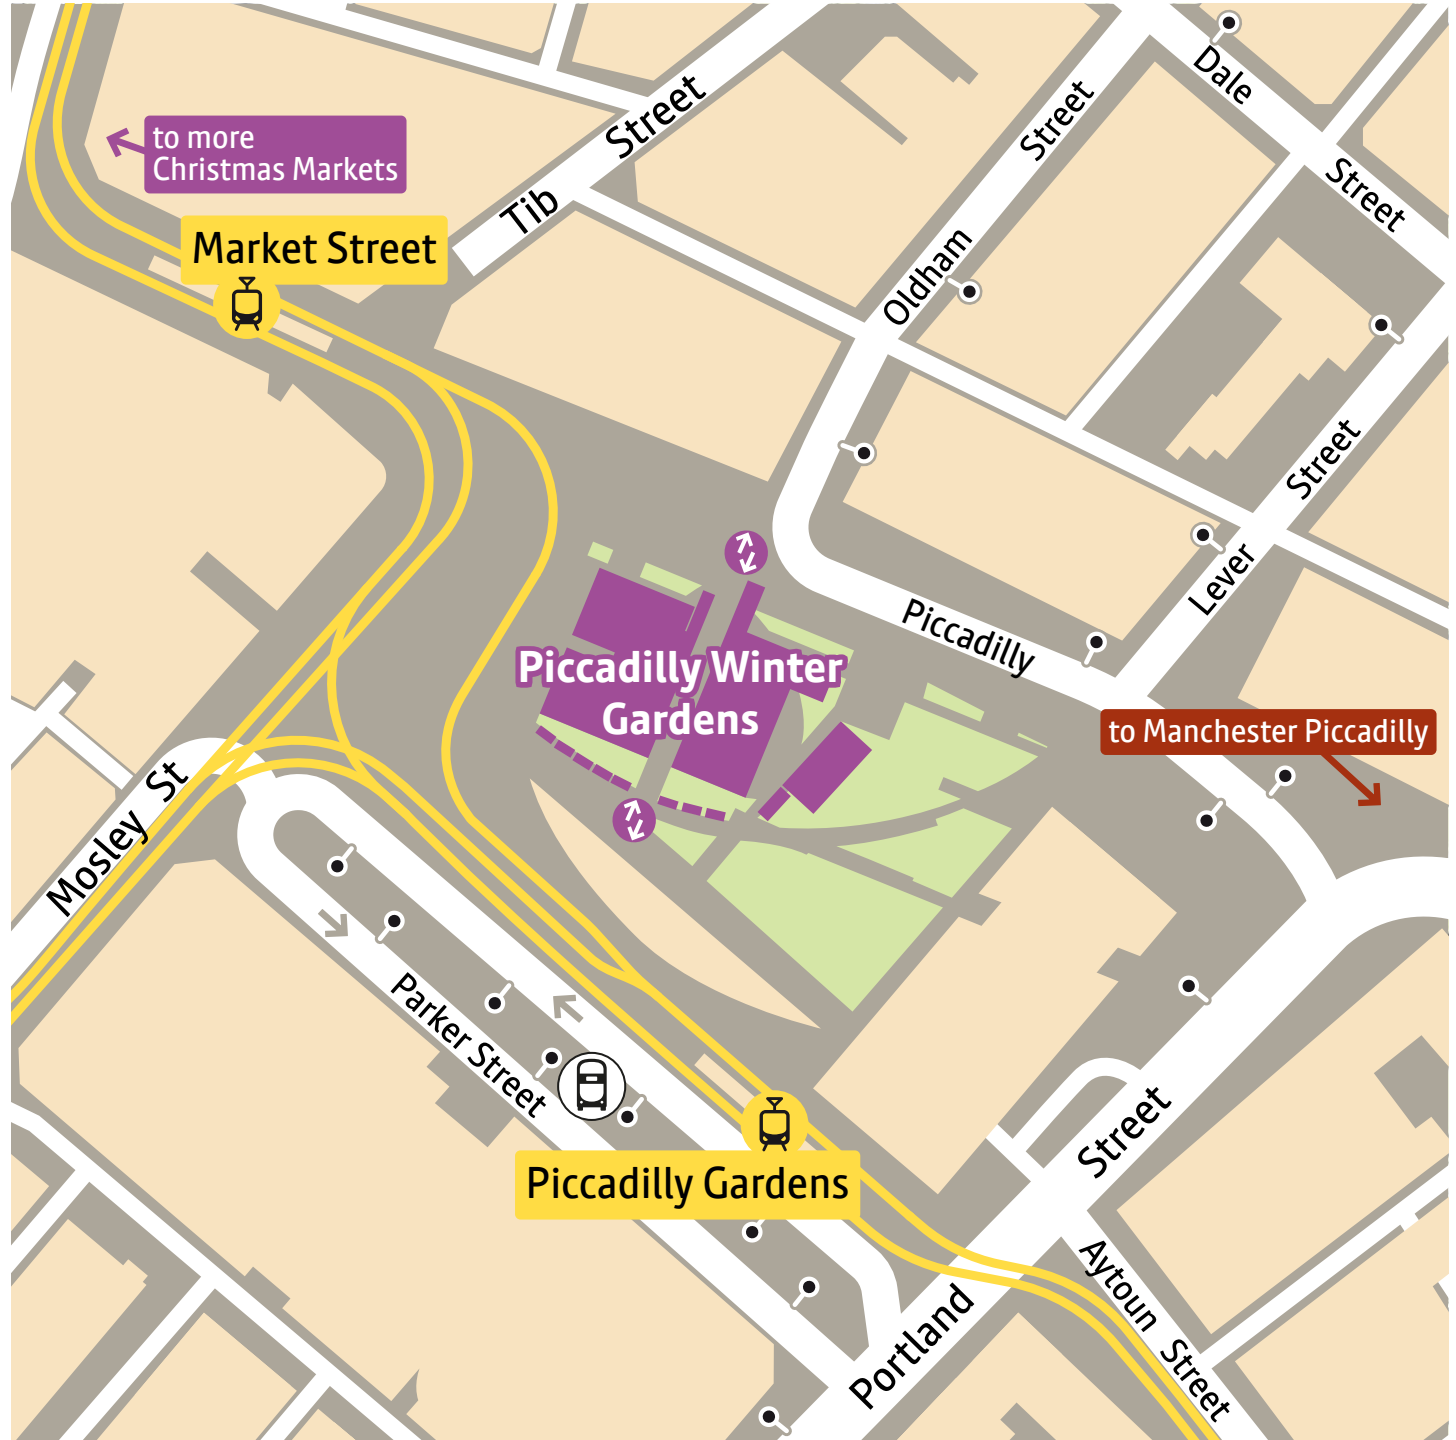 Dale
Street
Street
Tib
Street
Oldham
to more
Christmas Markets
Market Street
Street
Lever
Piccadilly
Piccadilly Winter
Gardens
to Manchester Piccadilly
Mosley St
Parker Street
Piccadilly Gardens
Street
Portland
Aytoun Street